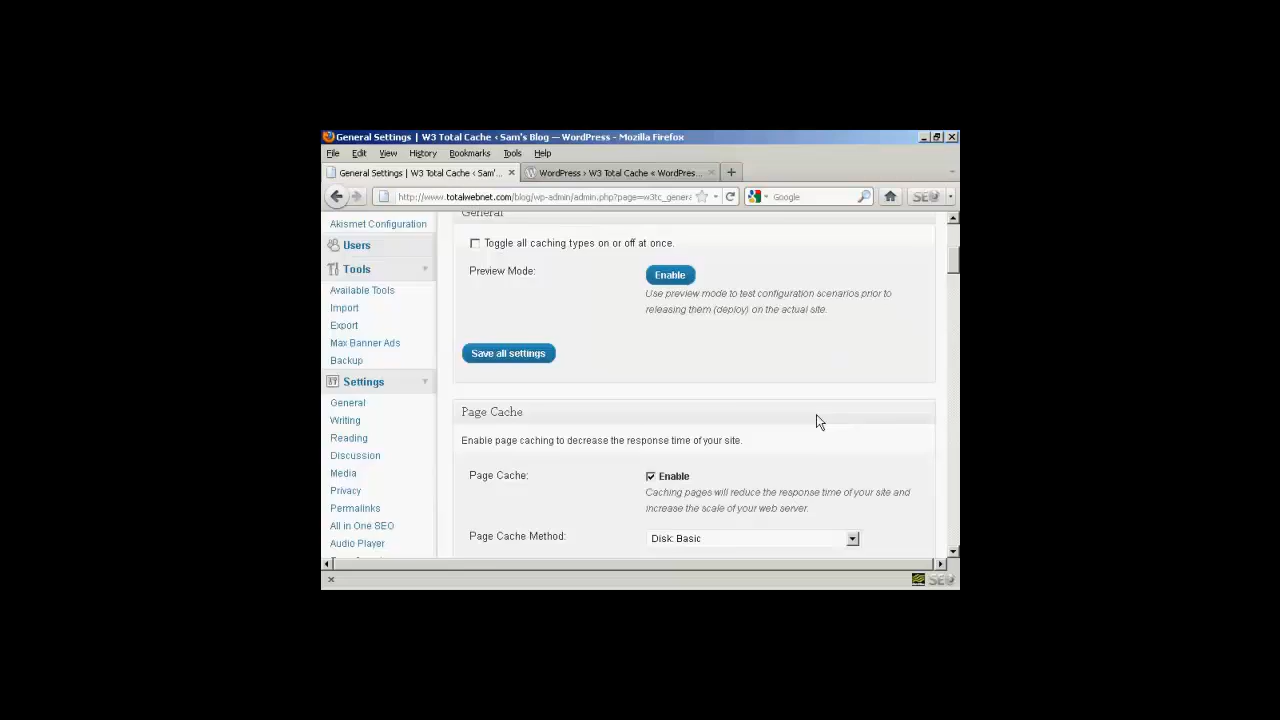 General Settings | W3 Total Cache ‹ Sam's Blog — WordPress - Mozilla Firefox
File Edit View History Bookmarks Tools Help
General Settings | W3 Total Cache ‹ Sam'... WordPress › W3 Total Cache « WordPres...
http://www.totalwebnet.com/blog/wp-admin/admin.php?page=w3tc_genera Google SEO
Akismet Configuration
Users
Tools
Available Tools
Import
Export
Max Banner Ads
Backup
Settings
General
Writing
Reading
Discussion
Media
Privacy
Permalinks
All in One SEO
Audio Player
General
Toggle all caching types on or off at once.
Preview Mode:
Enable
Use preview mode to test configuration scenarios prior to
releasing them (deploy) on the actual site.
Save all settings
Page Cache
Enable page caching to decrease the response time of your site.
Page Cache:
Enable
Caching pages will reduce the response time of your site and
increase the scale of your web server.
Page Cache Method:
Disk: Basic
SEO